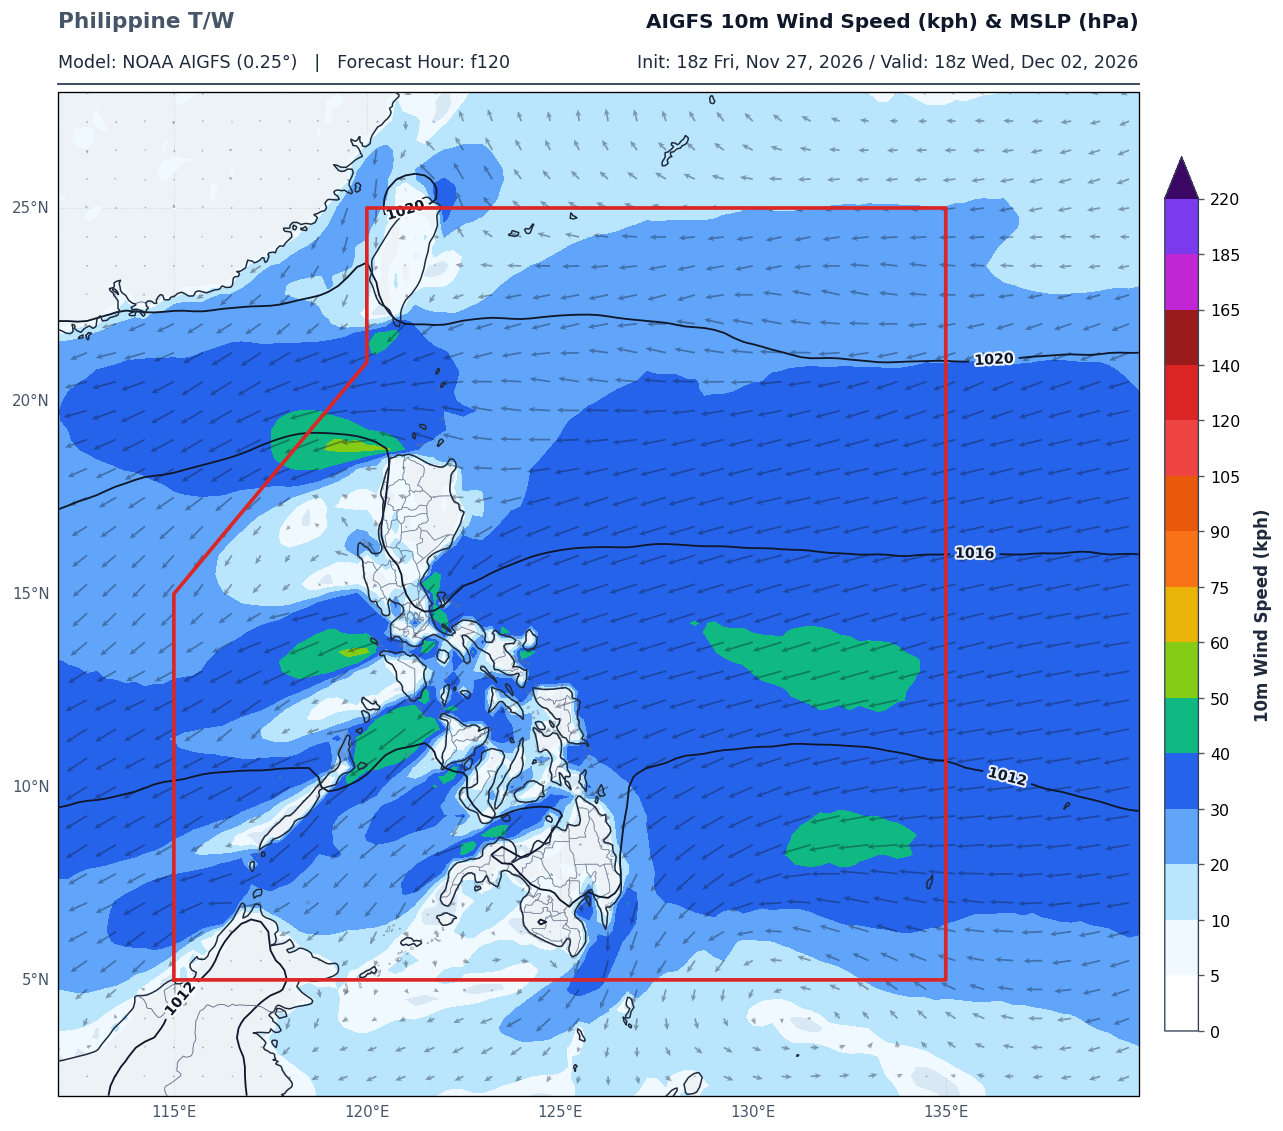 Philippine T/W
AIGFS 10m Wind Speed (kph) & MSLP (hPa)
Model: NOAA AIGFS (0.25°) | Forecast Hour: f120
Init: 18z Fri, Nov 27, 2026 / Valid: 18z Wed, Dec 02, 2026
25°N
20°N
15°N
10°N
5°N
1020
1020
1016
1012
1012
115°E
120°E
125°E
130°E
135°E
220
185
165
140
120
105
90
75
60
50
40
30
20
10
5
0
10m Wind Speed (kph)